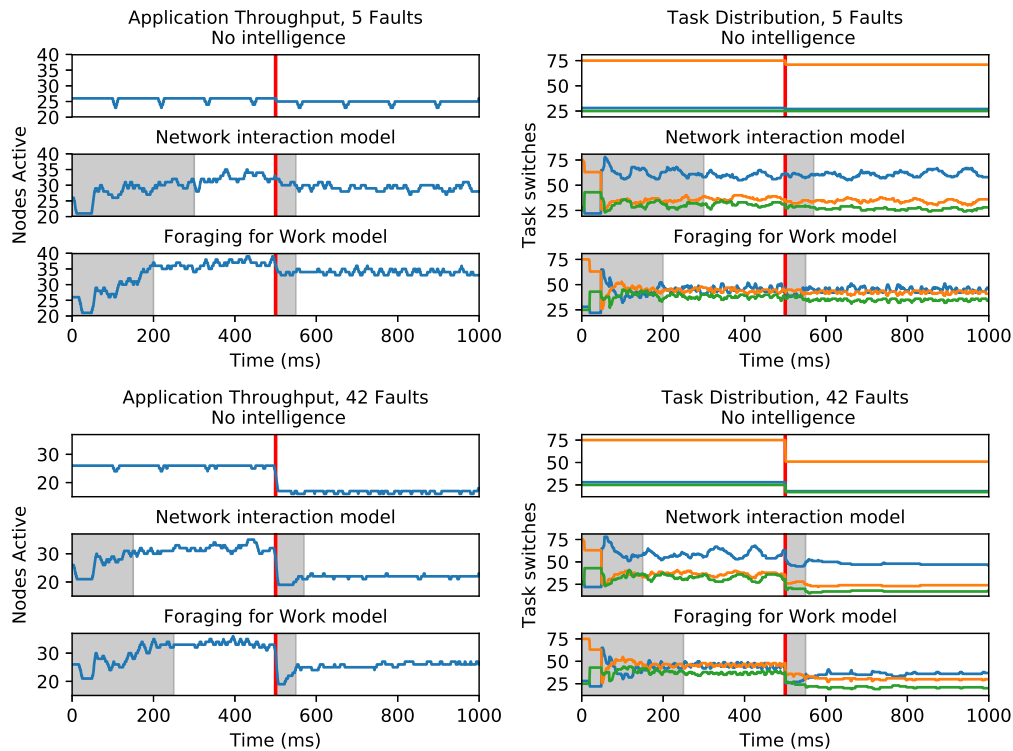 Application Throughput, 5 Faults
No intelligence
40
35
30
25
20
Network interaction model
40
35
30
25
20
Nodes Active
Foraging for Work model
40
35
30
25
20
0 200 400 600 800 1000
Time (ms)
Task Distribution, 5 Faults
No intelligence
75
50
25
Network interaction model
75
50
25
Task switches
Foraging for Work model
75
50
25
0 200 400 600 800 1000
Time (ms)
Application Throughput, 42 Faults
No intelligence
30
20
Network interaction model
30
20
Nodes Active
Foraging for Work model
30
20
0 200 400 600 800 1000
Time (ms)
Task Distribution, 42 Faults
No intelligence
75
50
25
Network interaction model
75
50
25
Task switches
Foraging for Work model
75
50
25
0 200 400 600 800 1000
Time (ms)